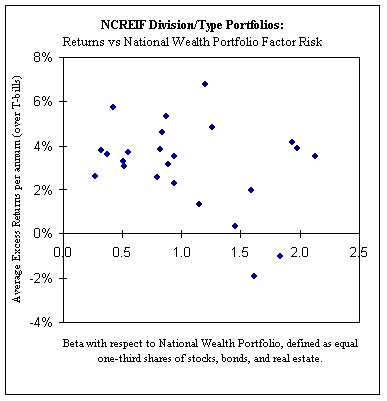 NCREIF Division/Type Portfolios:
Returns vs National Wealth Portfolio Factor Risk
Average Excess Returns per annum (over T-bills)
8%
6%
4%
2%
0%
-2%
-4%
0.0 0.5 1.0 1.5 2.0 2.5
Beta with respect to National Wealth Portfolio, defined as equal
one-third shares of stocks, bonds, and real estate.